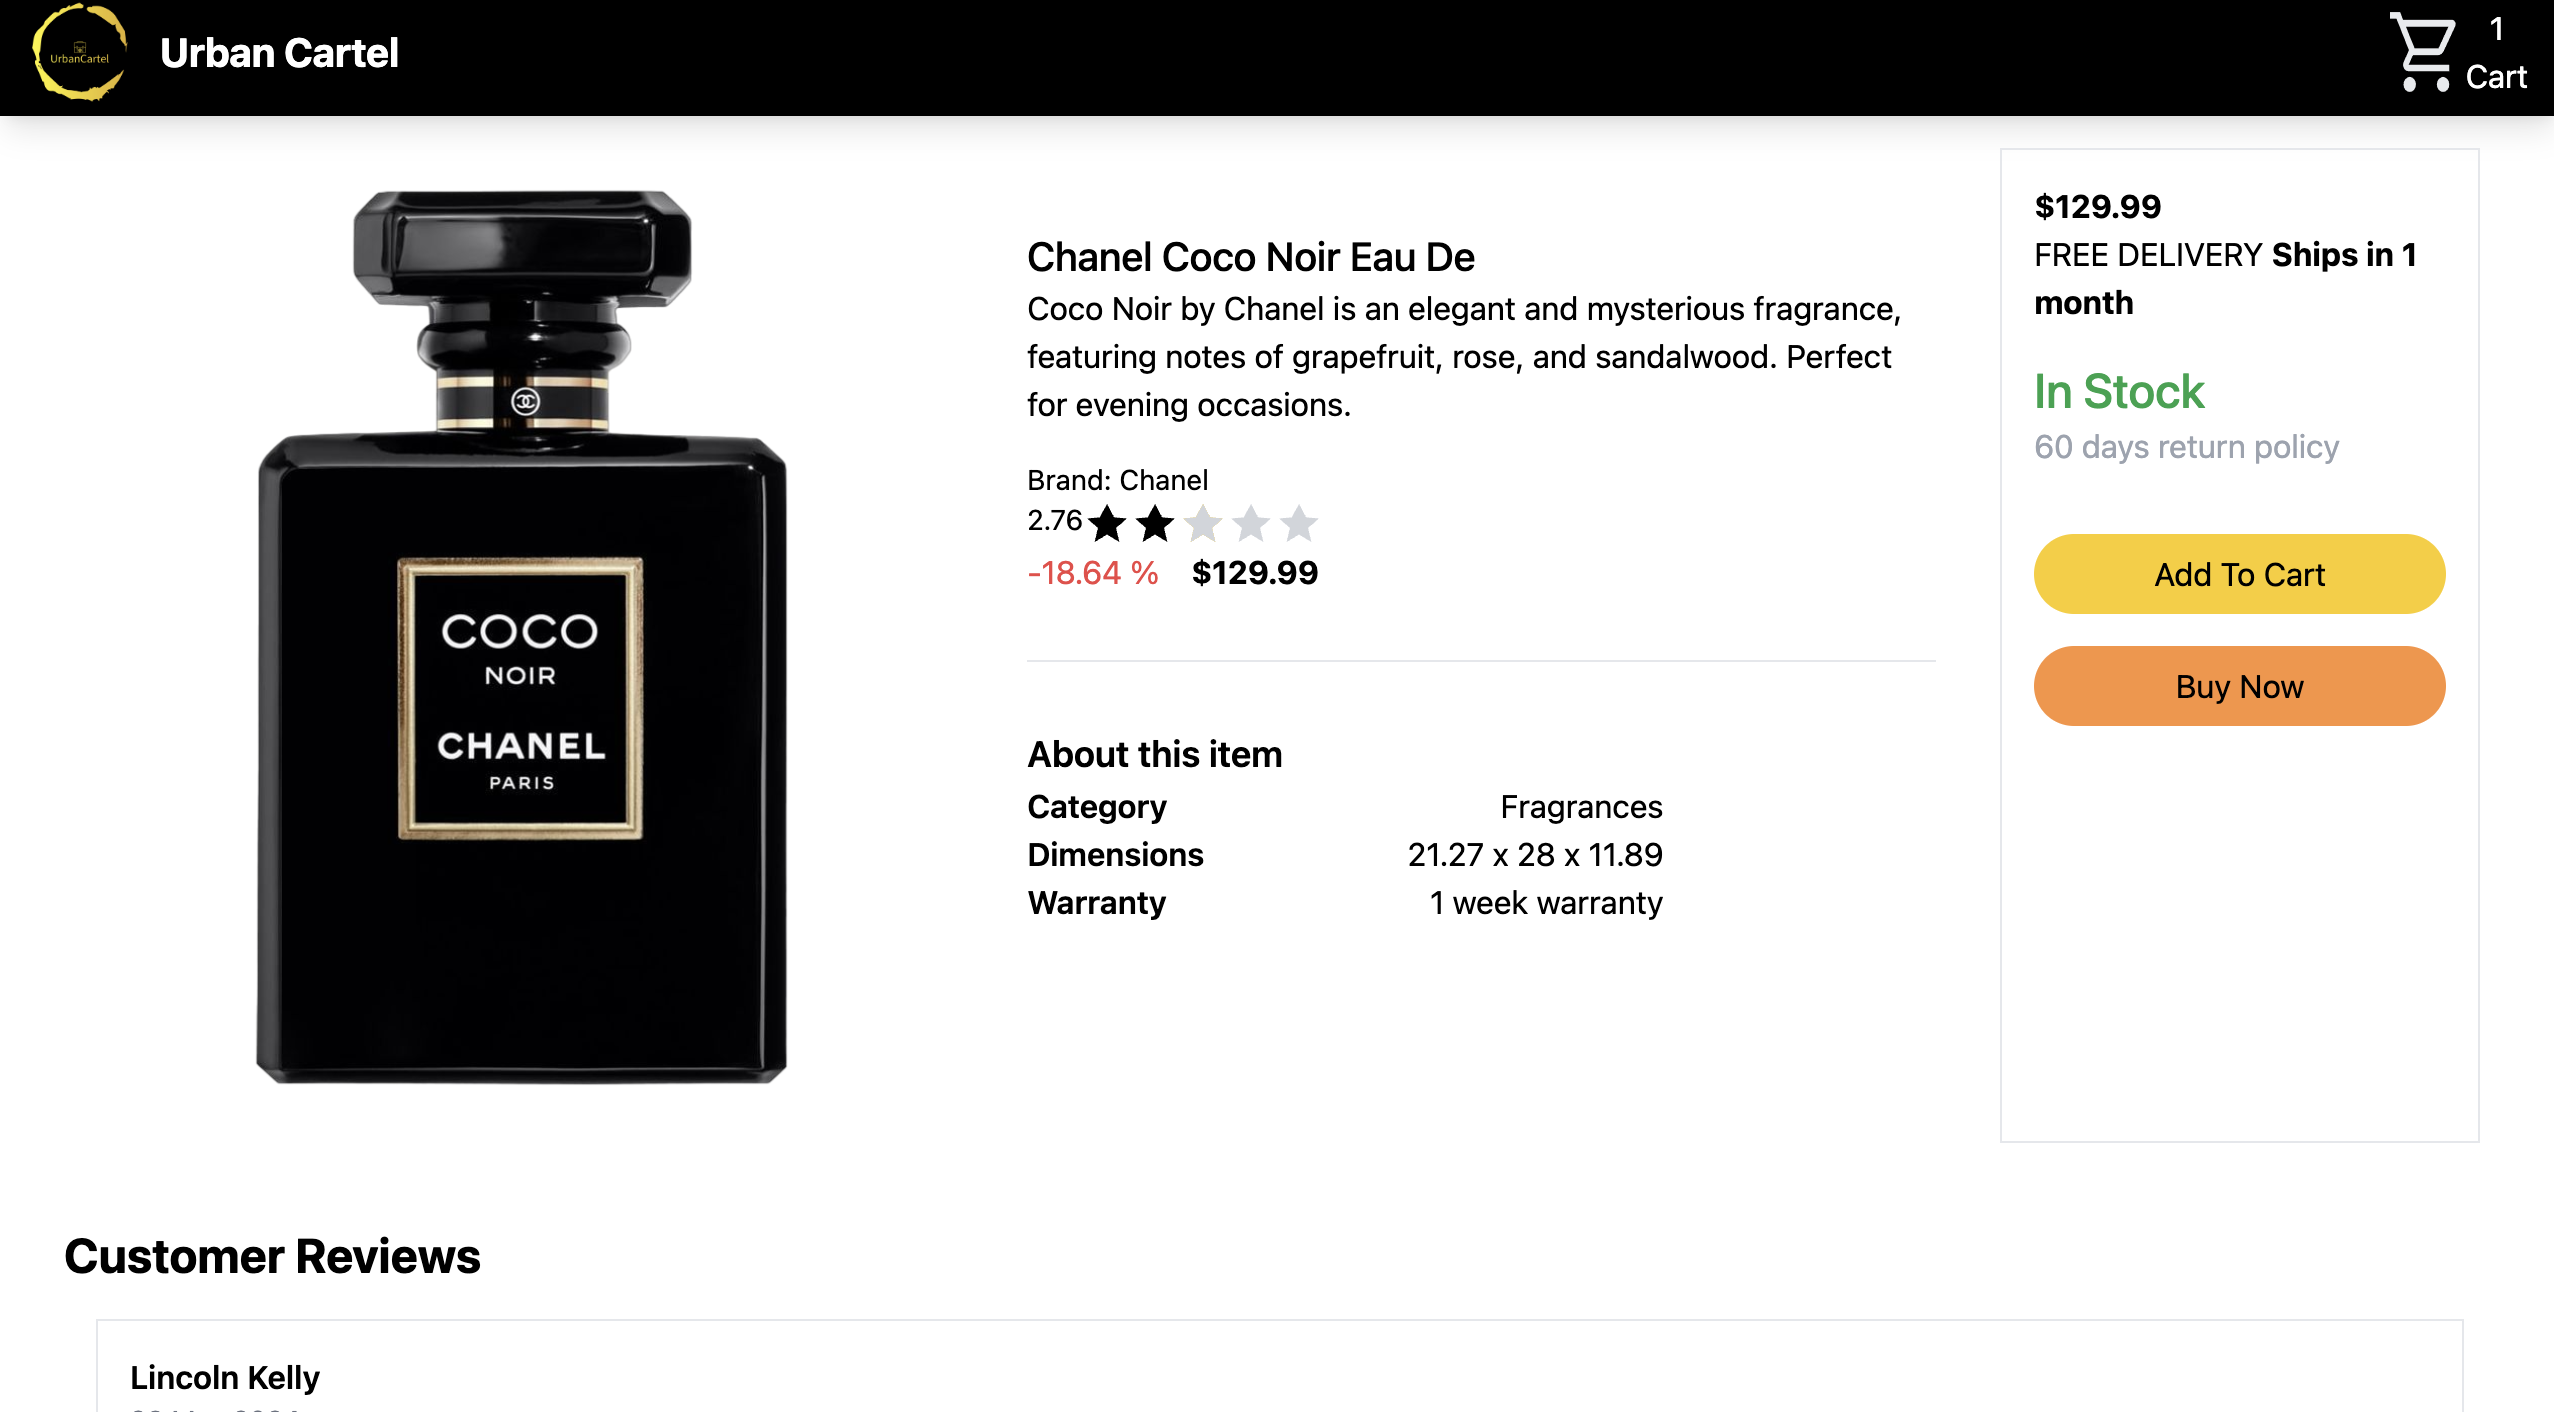 UrbanCartel
Urban Cartel
1
Cart
COCO
NOIR
CHANEL
PARIS
Chanel Coco Noir Eau De
Coco Noir by Chanel is an elegant and mysterious fragrance,
featuring notes of grapefruit, rose, and sandalwood. Perfect
for evening occasions.
Brand: Chanel
2.76
-18.64 % $129.99
About this item
Category Fragrances
Dimensions 21.27 x 28 x 11.89
Warranty 1 week warranty
$129.99
FREE DELIVERY Ships in 1
month
In Stock
60 days return policy
Add To Cart
Buy Now
Customer Reviews
Lincoln Kelly